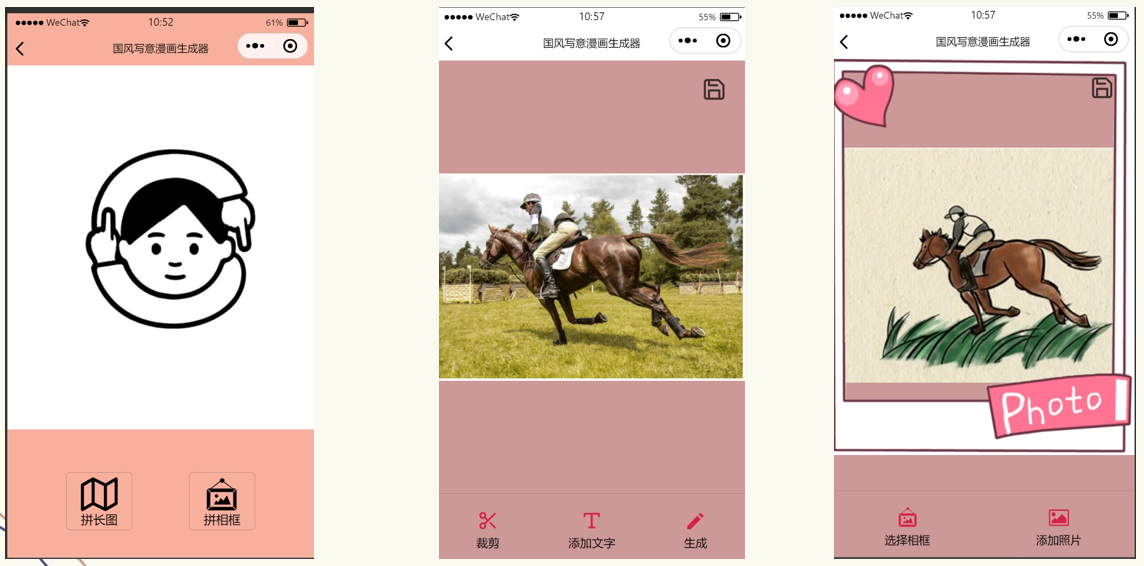 WeChat 10:52 61%
国风写意漫画生成器
拼长图
拼相框
WeChat 10:57 55%
国风写意漫画生成器
裁剪
添加文字
生成
WeChat 10:57 55%
国风写意漫画生成器
Photo
选择相框
添加照片